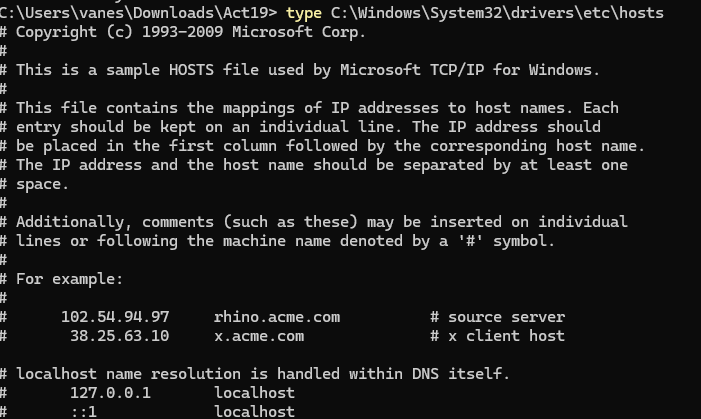 C:\Users\vanes\Downloads\Act19> type C:\Windows\System32\drivers\etc\hosts
# Copyright (c) 1993-2009 Microsoft Corp.
#
# This is a sample HOSTS file used by Microsoft TCP/IP for Windows.
#
# This file contains the mappings of IP addresses to host names. Each
# entry should be kept on an individual line. The IP address should
# be placed in the first column followed by the corresponding host name.
# The IP address and the host name should be separated by at least one
# space.
#
# Additionally, comments (such as these) may be inserted on individual
# lines or following the machine name denoted by a '#' symbol.
#
# For example:
#
#      102.54.94.97     rhino.acme.com          # source server
#       38.25.63.10     x.acme.com              # x client host

# localhost name resolution is handled within DNS itself.
#       127.0.0.1       localhost
#       ::1             localhost